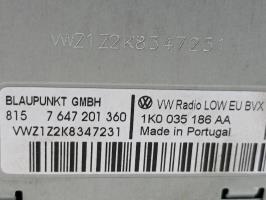 VWZ1Z2K8347231
BLAUPUNKT GMBH
815 7 647 201 360
VWZ1Z2K8347231
VW Radio LOW EU BVX
1K0 035 186 AA
Made in Portugal